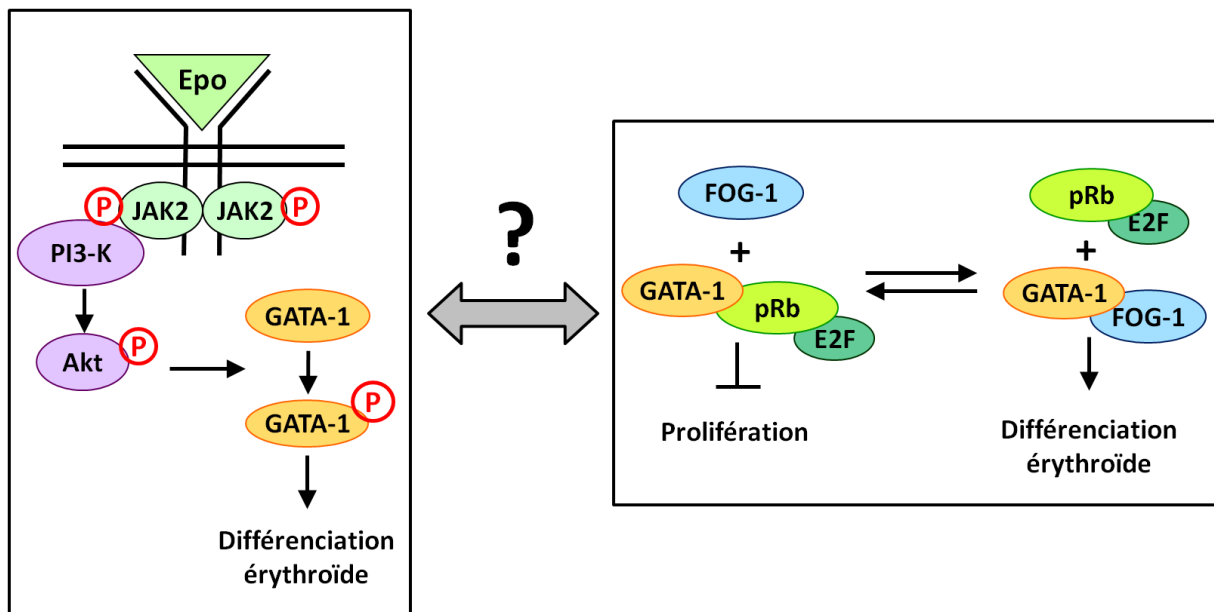 Epo
P
JAK2
JAK2
P
PI3-K
Akt
P
GATA-1
GATA-1
P
Différenciation
érythroïde
?
FOG-1
+
GATA-1
pRb
E2F
Prolifération
pRb
E2F
+
GATA-1
FOG-1
Différenciation
érythroïde